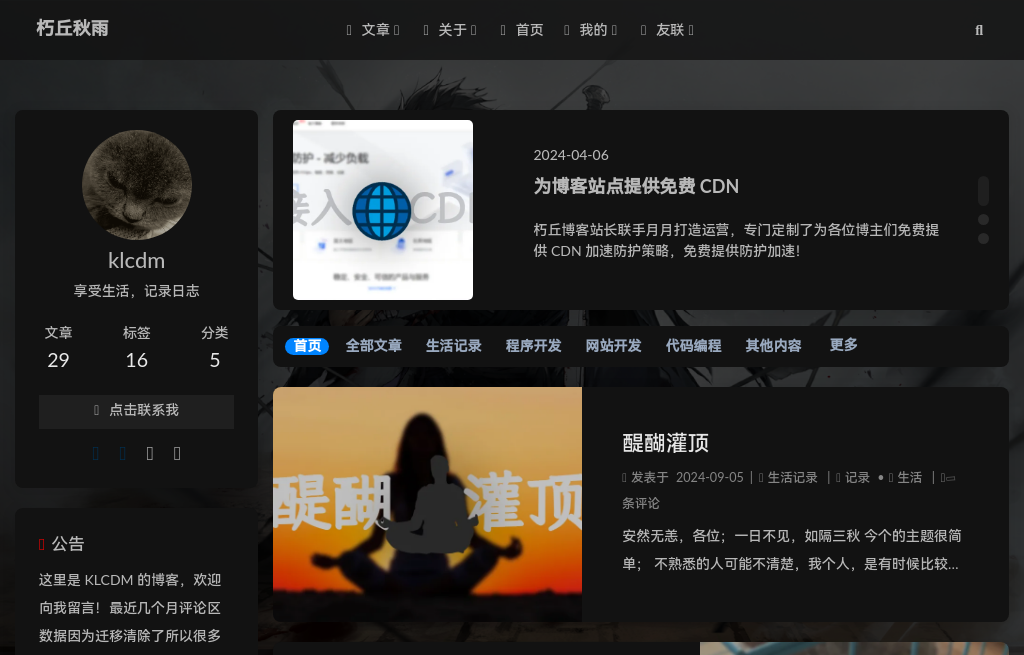 朽丘秋雨
文章
关于
首页
我的
友联
klcdm
享受生活，记录日志
文章
标签
分类
29
16
5
点击联系我
公告
这里是 KLCDM 的博客，欢迎
向我留言！最近几个月评论区
数据因为迁移清除了所以很多
防护 - 减少负载
接入
CD
2024-04-06
为博客站点提供免费 CDN
朽丘博客站长联手月月打造运营，专门定制了为各位博主们免费提
供 CDN 加速防护策略，免费提供防护加速！
首页
全部文章
生活记录
程序开发
网站开发
代码编程
其他内容
更多
醍醐
灌顶
醍醐灌顶
发表于 2024-09-05 | 生活记录 | 记录 • 生活 |
条评论
安然无恙，各位；一日不见，如隔三秋 今个的主题很简
单； 不熟悉的人可能不清楚，我个人，是有时候比较...